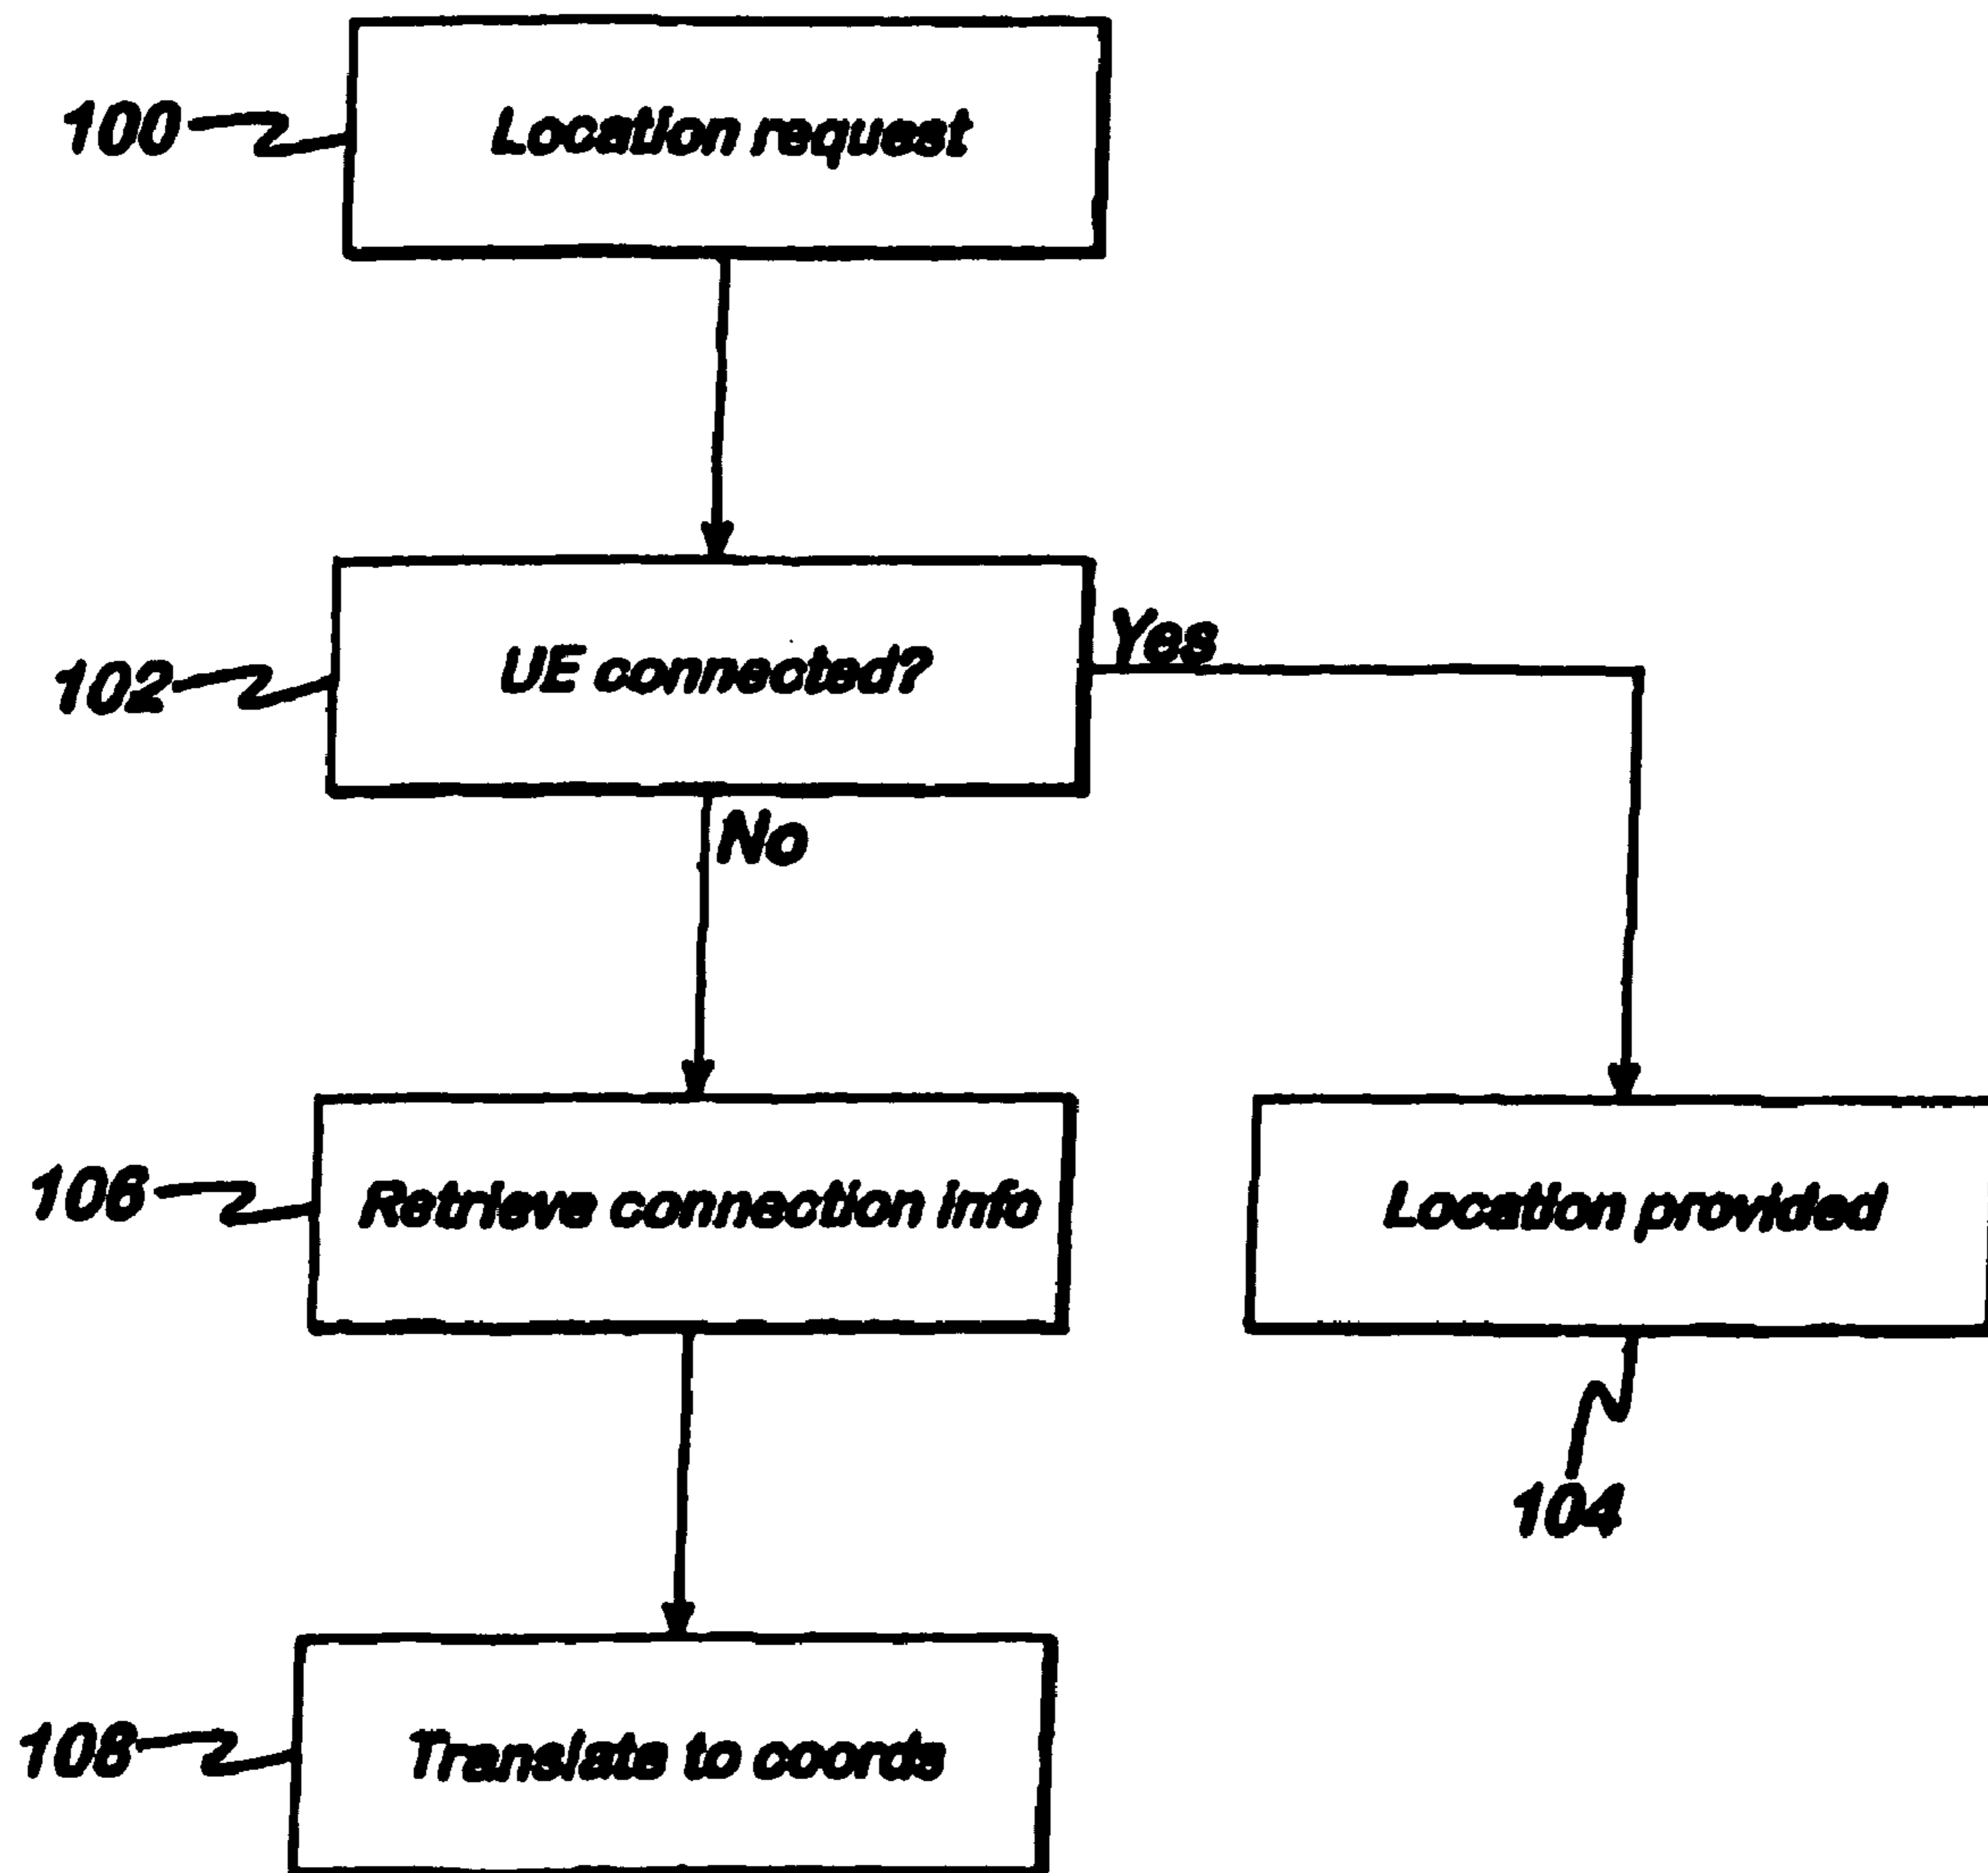 100
Location request
102
UE connected?
Yes
No
106
Retrieve connection info
Location provided
104
108
Translate to coords